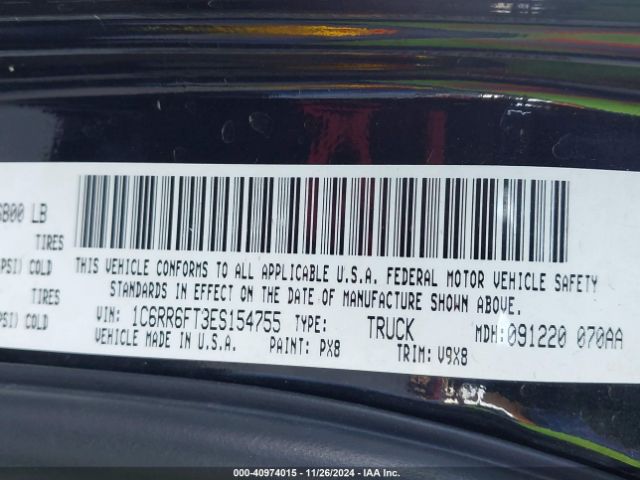 6800 LB
TIRES
PSI) COLD
TIRES
PSI) COLD
THIS VEHICLE CONFORMS TO ALL APPLICABLE U.S.A. FEDERAL MOTOR VEHICLE SAFETY
STANDARDS IN EFFECT ON THE DATE OF MANUFACTURE SHOWN ABOVE.
VIN: 1C6RR6FT3ES154755 TYPE: TRUCK MDH:091220 070AA
VEHICLE MADE IN U.S.A. PAINT: PX8 TRIM: V9X8
000-40974015 | 11/26/2024 - IAA Inc.